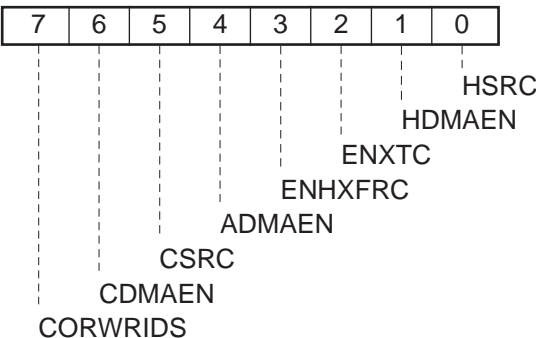 7 6 5 4 3 2 1 0
HSRC
HDMAEN
ENXTC
ENHXFRC
ADMAEN
CSRC
CDMAEN
CORWRIDS